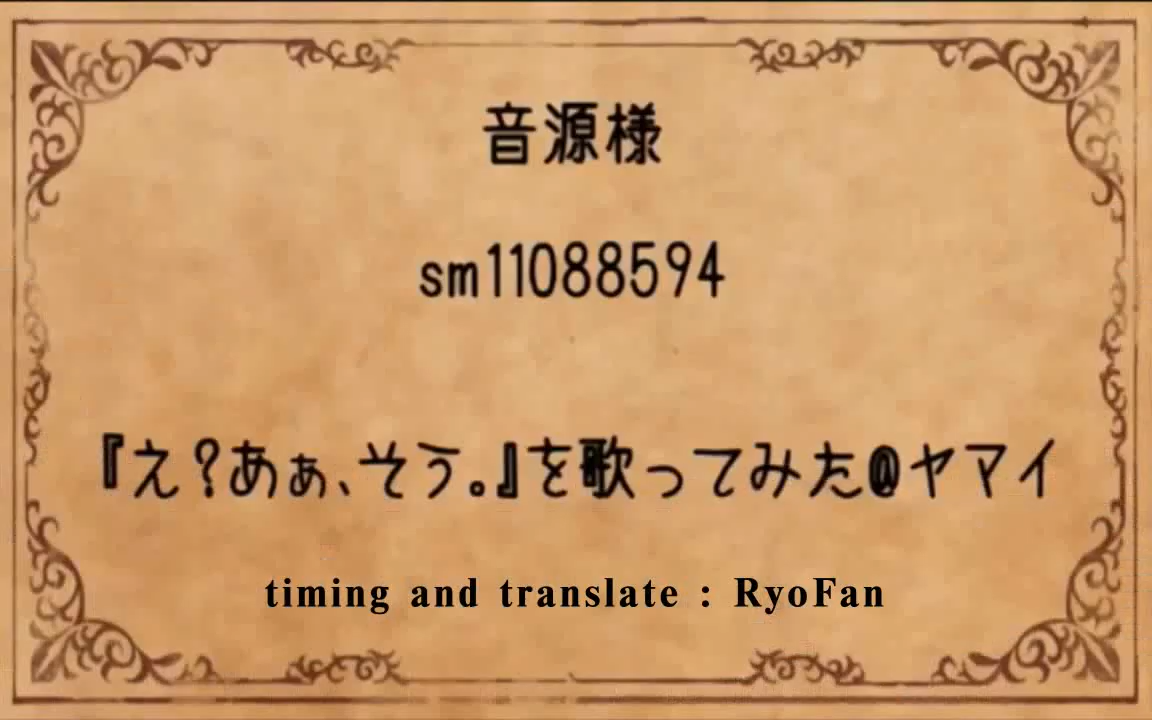 音源様
sm11088594
『え?あぁ、そう。』を歌ってみた@ヤマイ
timing and translate : RyoFan